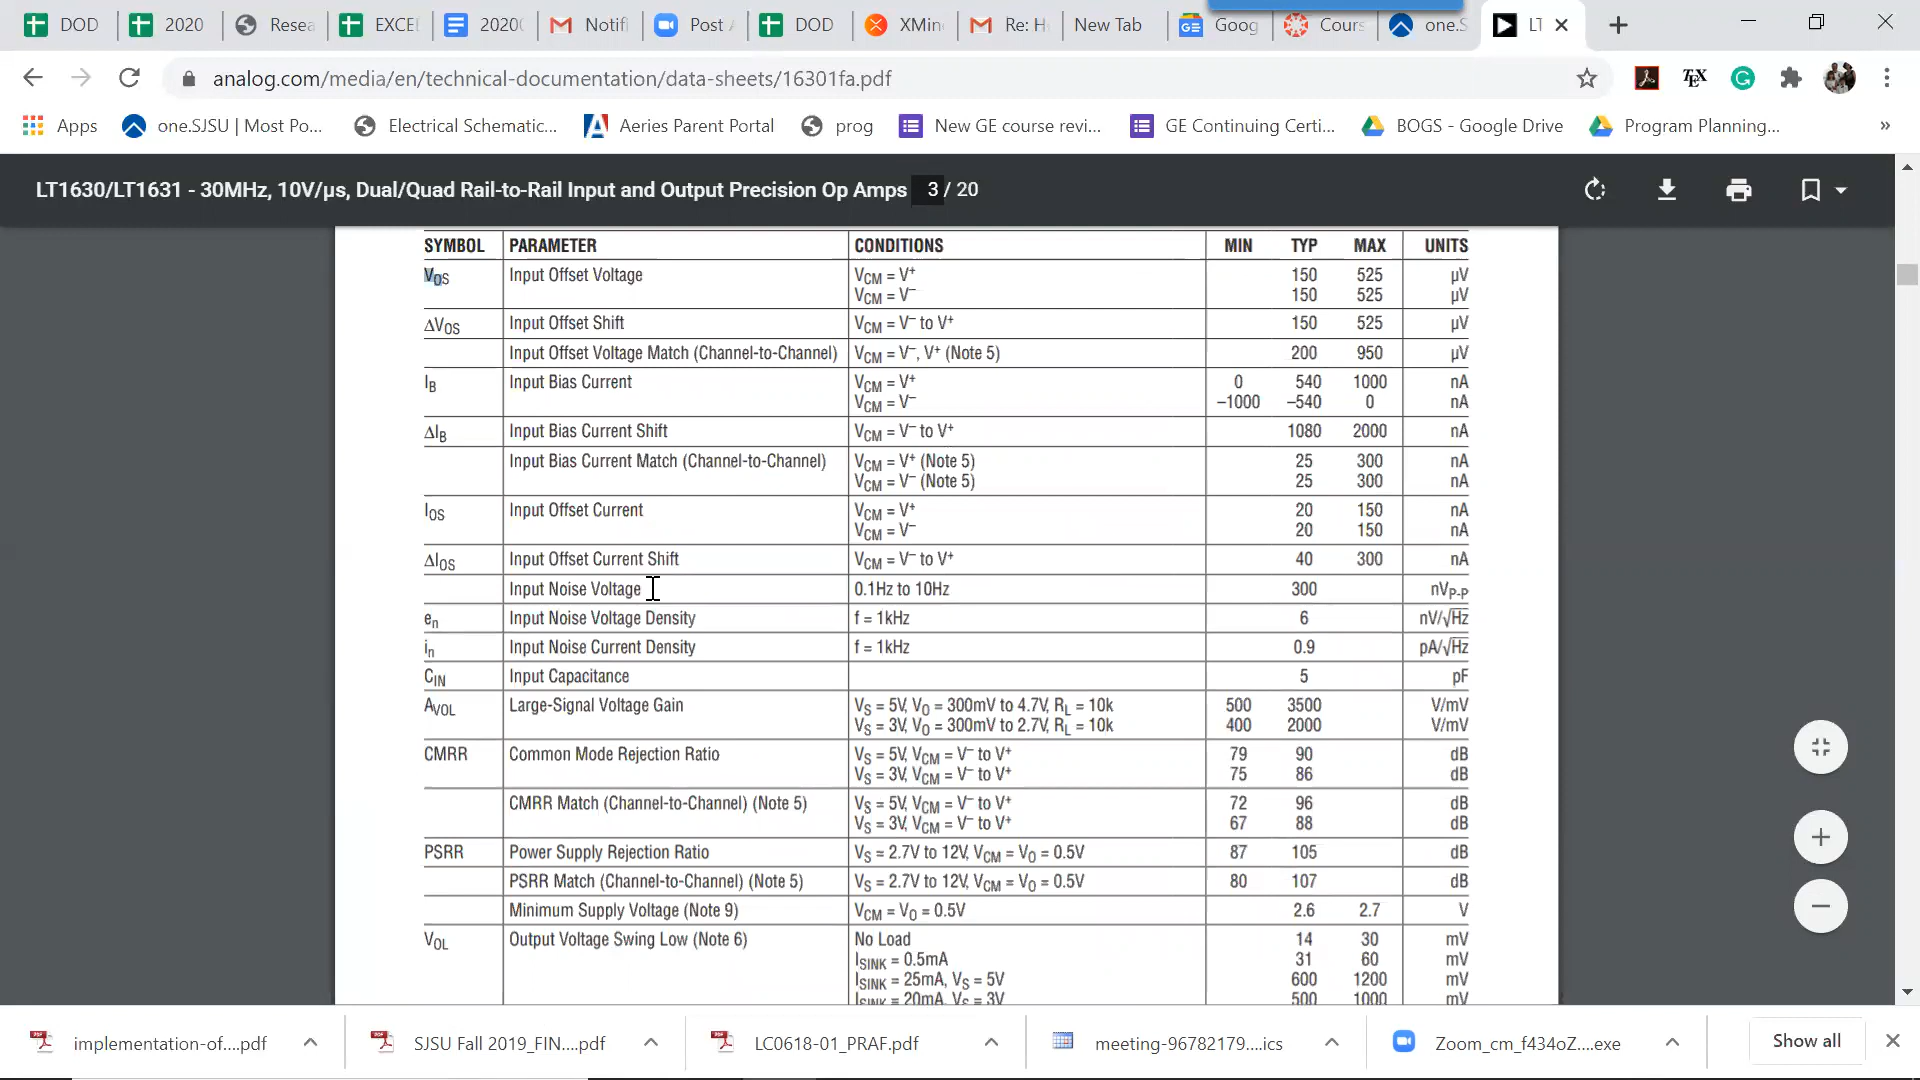 DOD
2020
Resea
EXCE
2020
Notifi
Post
DOD
XMin
Re: H
New Tab
Goog
Cours
one.S
LT
analog.com/media/en/technical-documentation/data-sheets/16301fa.pdf
Apps
one.SJSU | Most Po...
Electrical Schematic...
Aeries Parent Portal
prog
New GE course revi...
GE Continuing Certi...
BOGS - Google Drive
Program Planning...
»
LT1630/LT1631 - 30MHz, 10V/µs, Dual/Quad Rail-to-Rail Input and Output Precision Op Amps 3 / 20
SYMBOL PARAMETER CONDITIONS MIN TYP MAX UNITS
VOS Input Offset Voltage VCM = V+ 150 525 µV
VCM = V− 150 525 µV
ΔVOS Input Offset Shift VCM = V− to V+ 150 525 µV
Input Offset Voltage Match (Channel-to-Channel) VCM = V−, V+ (Note 5) 200 950 µV
IB Input Bias Current VCM = V+ 0 540 1000 nA
VCM = V− −1000 −540 0 nA
ΔIB Input Bias Current Shift VCM = V− to V+ 1080 2000 nA
Input Bias Current Match (Channel-to-Channel) VCM = V+ (Note 5) 25 300 nA
VCM = V− (Note 5) 25 300 nA
IOS Input Offset Current VCM = V+ 20 150 nA
VCM = V− 20 150 nA
ΔIOS Input Offset Current Shift VCM = V− to V+ 40 300 nA
Input Noise Voltage 0.1Hz to 10Hz 300 nVP-P
en Input Noise Voltage Density f = 1kHz 6 nV/√Hz
in Input Noise Current Density f = 1kHz 0.9 pA/√Hz
CIN Input Capacitance 5 pF
AVOL Large-Signal Voltage Gain VS = 5V, VO = 300mV to 4.7V, RL = 10k 500 3500 V/mV
VS = 3V, VO = 300mV to 2.7V, RL = 10k 400 2000 V/mV
CMRR Common Mode Rejection Ratio VS = 5V, VCM = V− to V+ 79 90 dB
VS = 3V, VCM = V− to V+ 75 86 dB
CMRR Match (Channel-to-Channel) (Note 5) VS = 5V, VCM = V− to V+ 72 96 dB
VS = 3V, VCM = V− to V+ 67 88 dB
PSRR Power Supply Rejection Ratio VS = 2.7V to 12V, VCM = VO = 0.5V 87 105 dB
PSRR Match (Channel-to-Channel) (Note 5) VS = 2.7V to 12V, VCM = VO = 0.5V 80 107 dB
Minimum Supply Voltage (Note 9) VCM = VO = 0.5V 2.6 2.7 V
VOL Output Voltage Swing Low (Note 6) No Load 14 30 mV
ISINK = 0.5mA 31 60 mV
ISINK = 25mA, VS = 5V 600 1200 mV
ISINK = 20mA, VS = 3V 500 1000 mV
implementation-of....pdf
SJSU Fall 2019_FIN....pdf
LC0618-01_PRAF.pdf
meeting-96782179....ics
Zoom_cm_f434oZ....exe
Show all